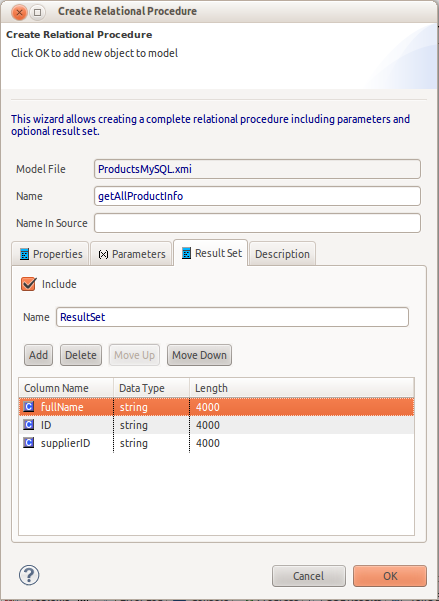 Create Relational Procedure
Create Relational Procedure
Click OK to add new object to model
This wizard allows creating a complete relational procedure including parameters and
optional result set.
Model File ProductsMySQL.xmi
Name getAllProductInfo
Name In Source
Properties (x) Parameters Result Set Description
Include
Name ResultSet
Add Delete Move Up Move Down
Column Name Data Type Length
C fullName string 4000
C ID string 4000
C supplierID string 4000
? Cancel OK